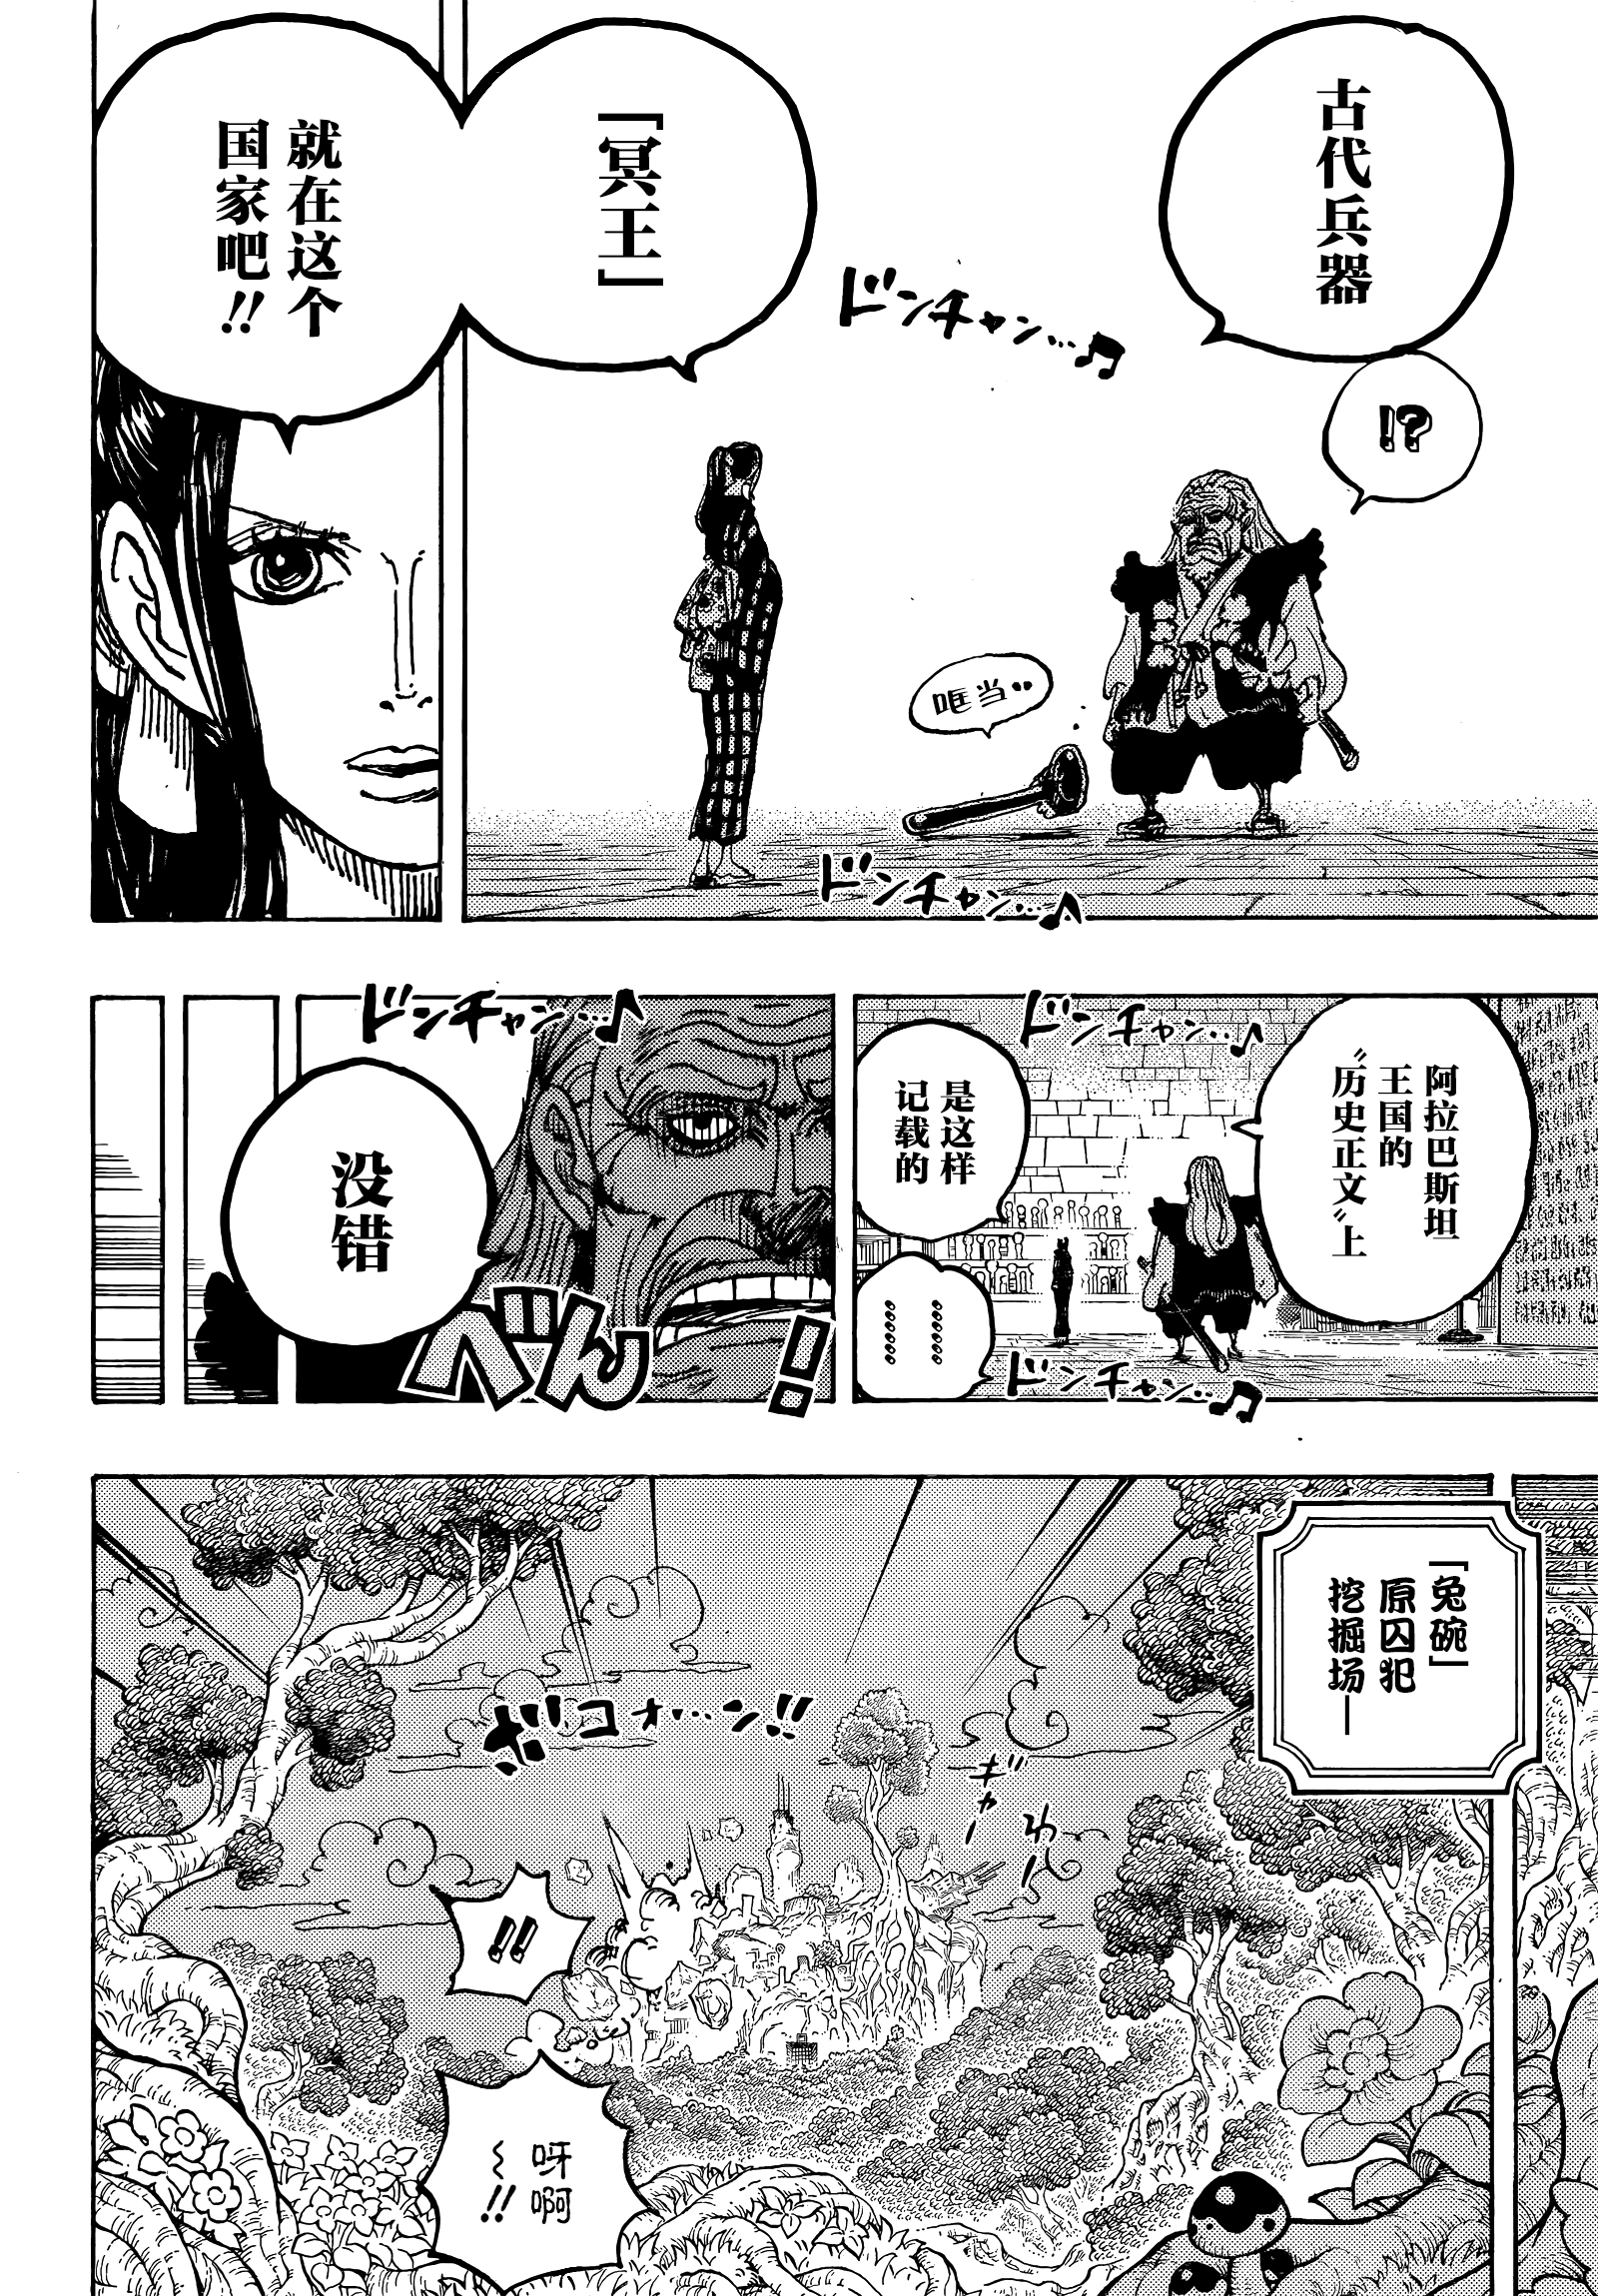 古代兵器
!?
「冥王」
就在这个
国家吧!!
ドンチャン…♫
哐当··
ドンチャン…♪
阿拉巴斯坦
王国的
〝历史正文〟上
ドンチャン…♪
是这样
记载的
…………
…………
ドンチャン…♫
ドンチャン…♪
没错
べべん!
「兔碗」
原囚犯
挖掘场—
ボコォ…ン!!
ギャー
わー
!!
呀啊
~!!